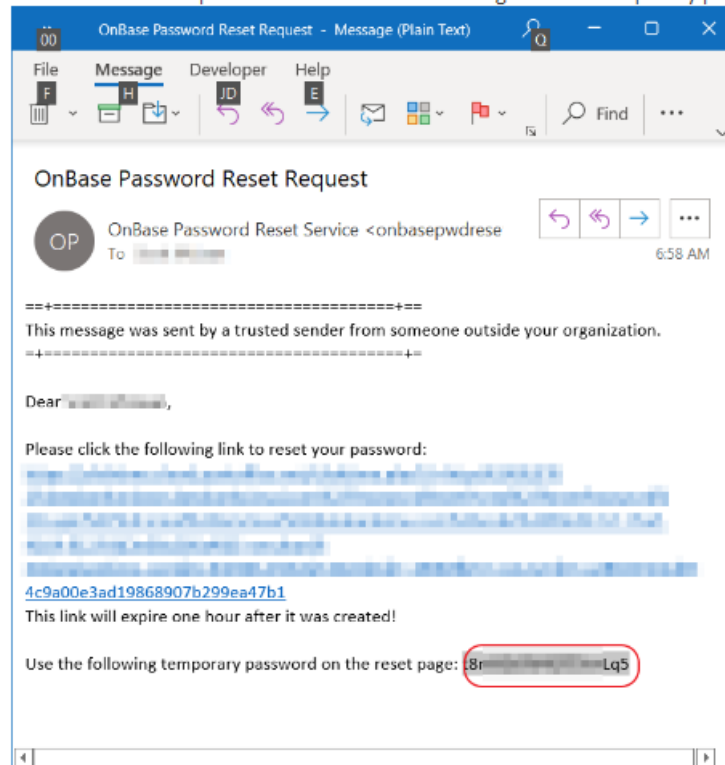 OnBase Password Reset Request - Message (Plain Text)
00
Q
File Message Developer Help
F H JD E
Find
OnBase Password Reset Request
OP
OnBase Password Reset Service <onbasepwdrese
To
6:58 AM
==+=====================================+==
This message was sent by a trusted sender from someone outside your organization.
=+=======================================+=
Dear ,
Please click the following link to reset your password:
4c9a00e3ad19868907b299ea47b1
This link will expire one hour after it was created!
Use the following temporary password on the reset page: Lq5